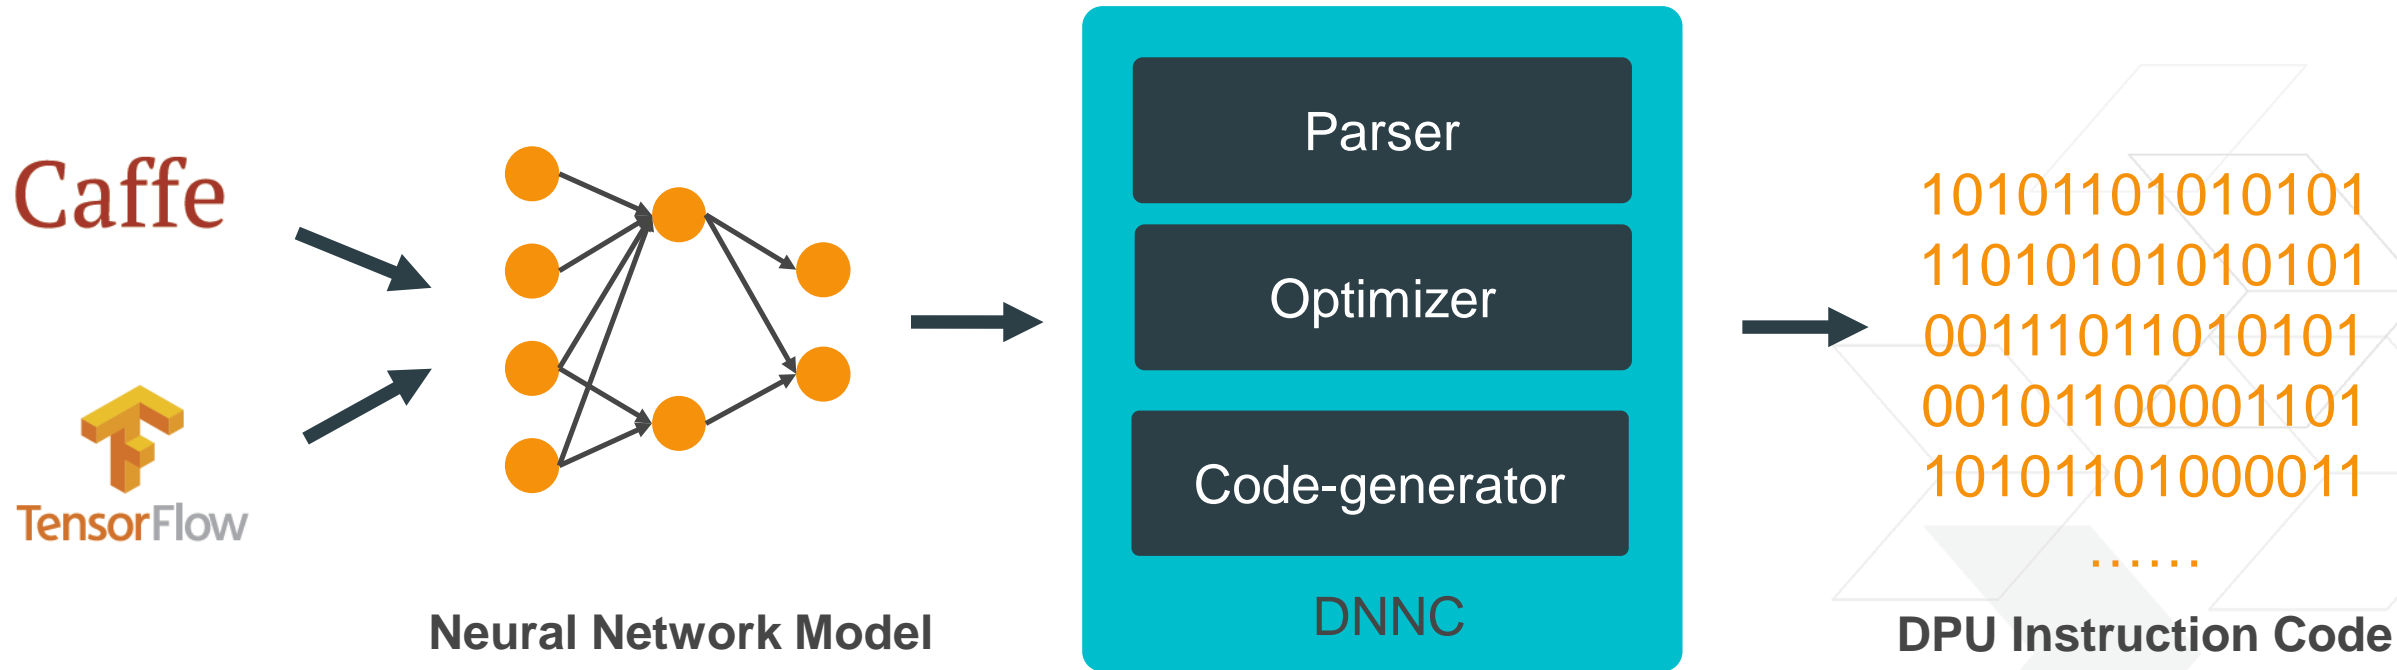 Caffe
TensorFlow
Neural Network Model
Parser
Optimizer
Code-generator
DNNC
10101101010101
11010101010101
00111011010101
00101100001101
10101101000011
......
DPU Instruction Code